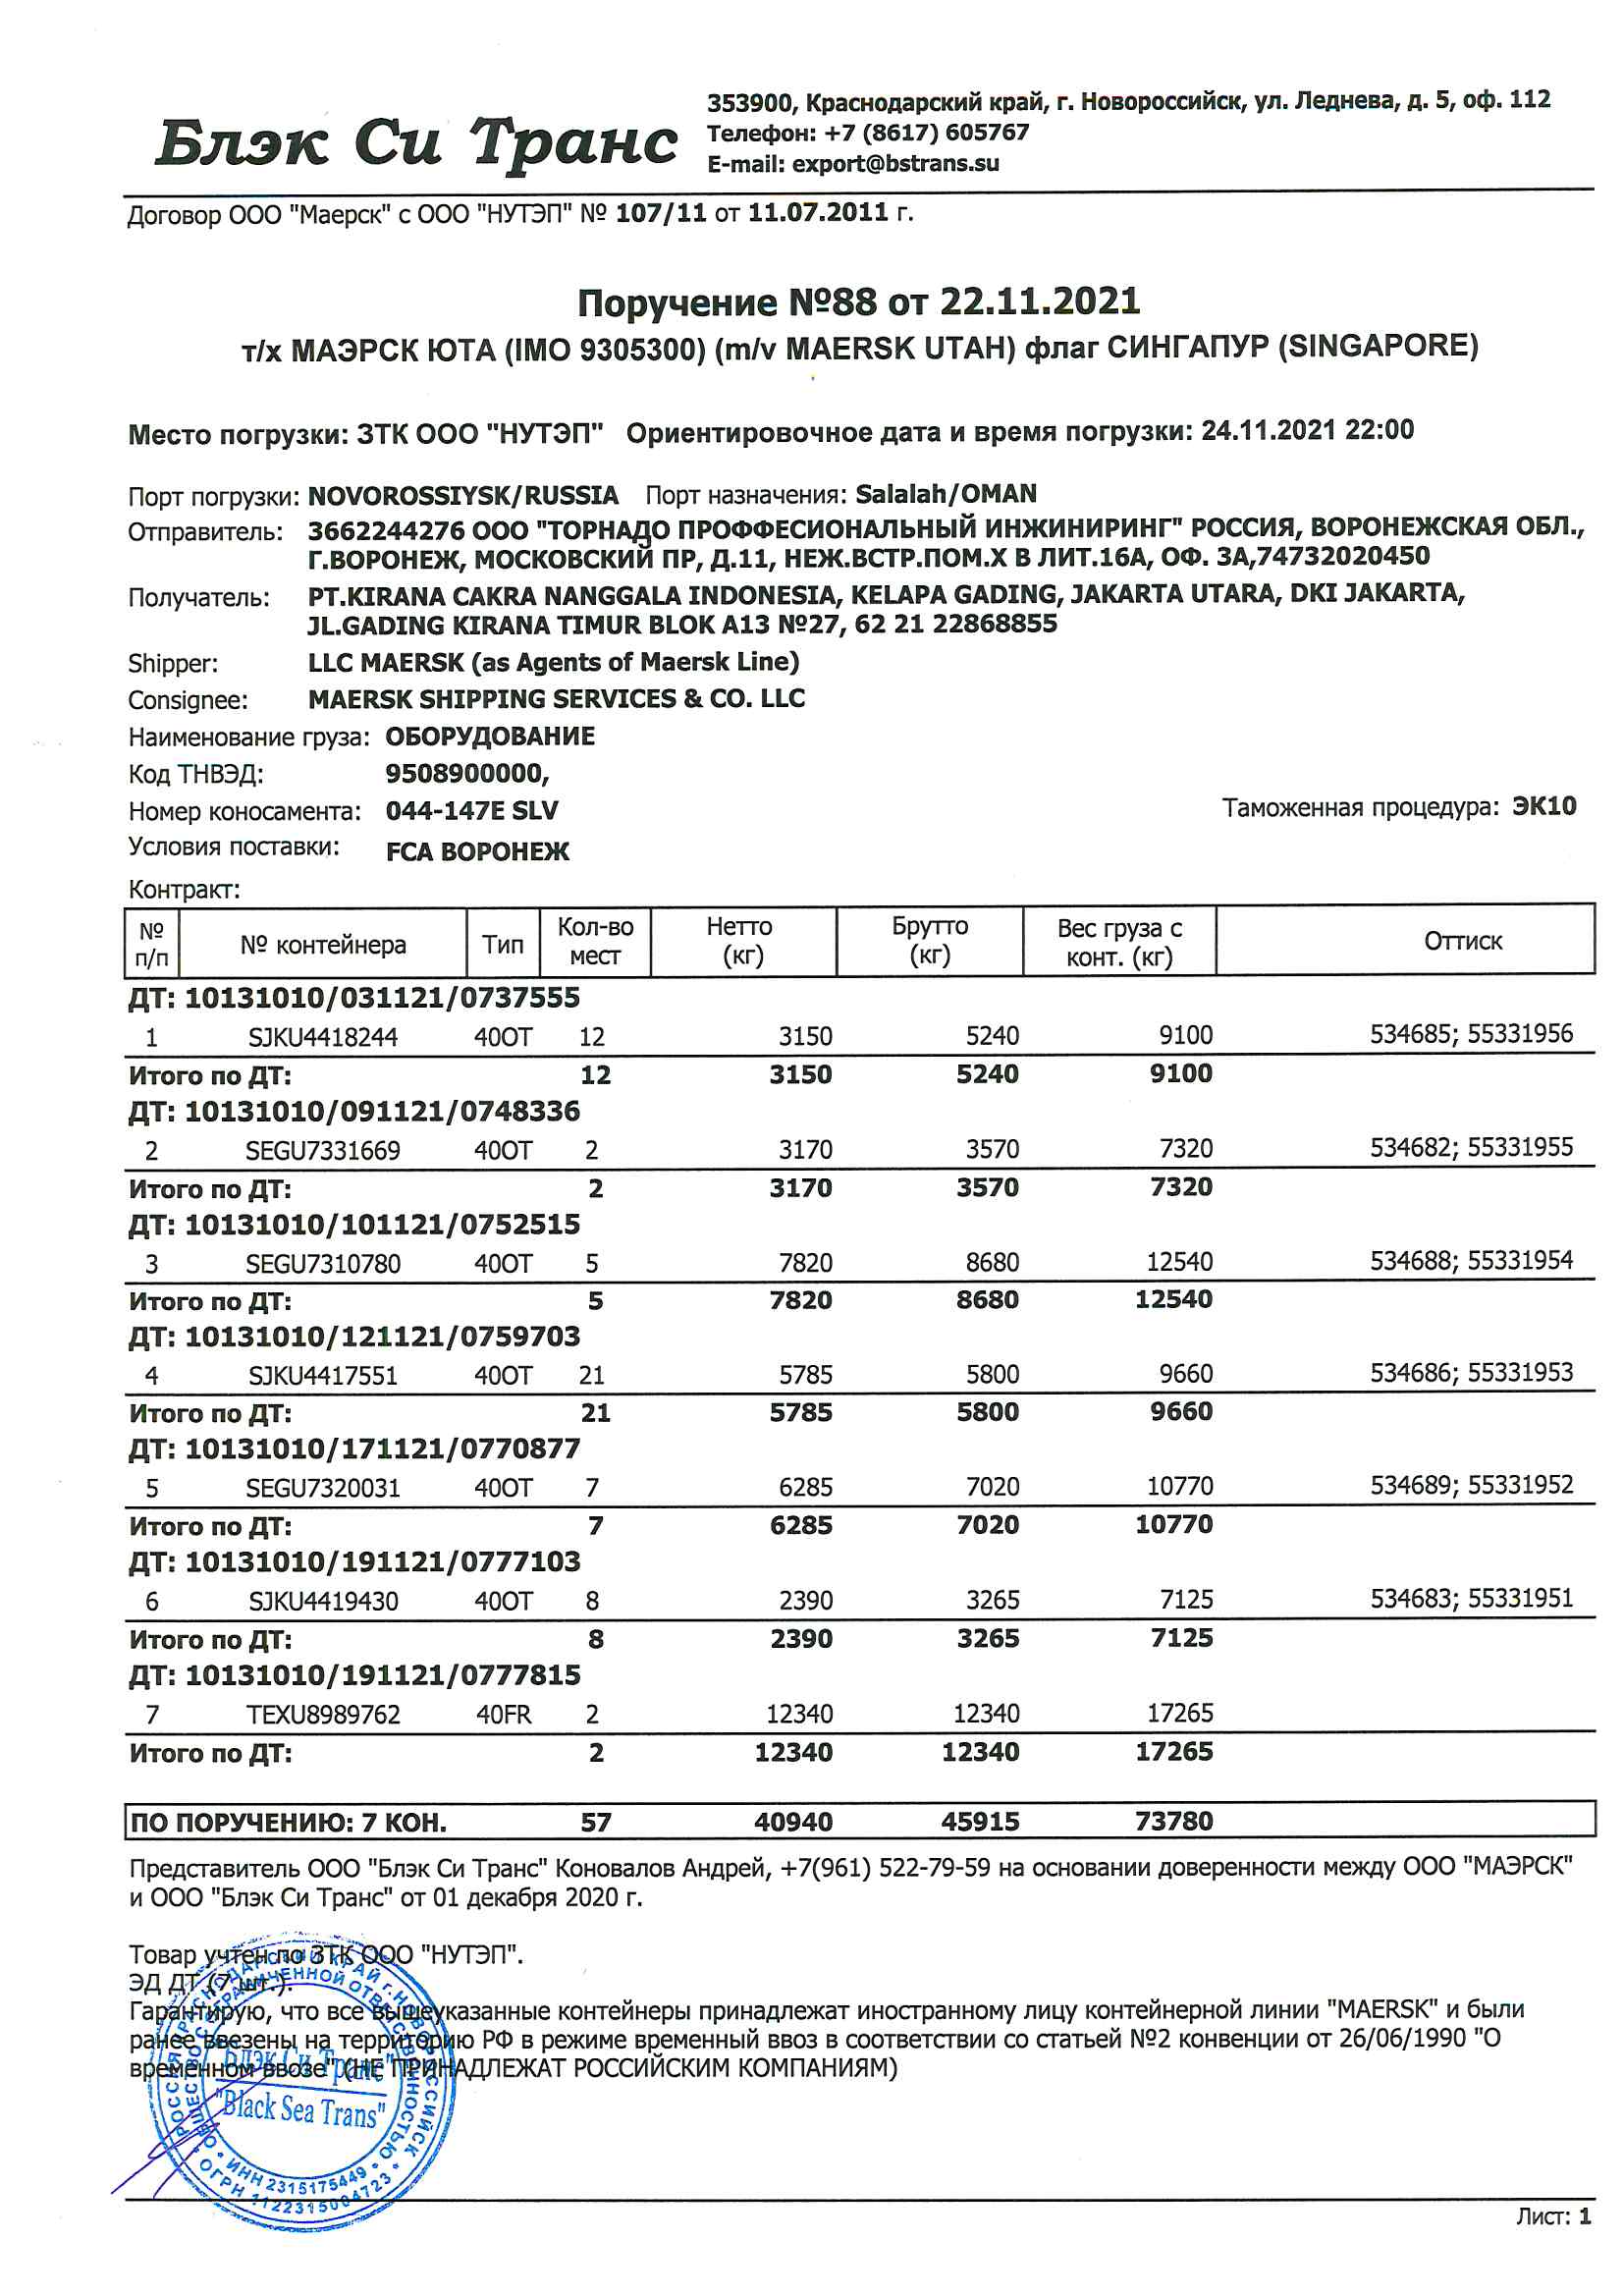 Блэк Си Транс
353900, Краснодарский край, г. Новороссийск, ул. Леднева, д. 5, оф. 112
Телефон: +7 (8617) 605767
E-mail: export@bstrans.su
Договор ООО "Маерск" с ООО "НУТЭП" № 107/11 от 11.07.2011 г.
Поручение №88 от 22.11.2021
т/х МАЭРСК ЮТА (IMO 9305300) (m/v MAERSK UTAH) флаг СИНГАПУР (SINGAPORE)
Место погрузки: ЗТК ООО "НУТЭП" Ориентировочное дата и время погрузки: 24.11.2021 22:00
Порт погрузки: NOVOROSSIYSK/RUSSIA Порт назначения: Salalah/OMAN
Отправитель: 3662244276 ООО "ТОРНАДО ПРОФФЕСИОНАЛЬНЫЙ ИНЖИНИРИНГ" РОССИЯ, ВОРОНЕЖСКАЯ ОБЛ.,
Г.ВОРОНЕЖ, МОСКОВСКИЙ ПР, Д.11, НЕЖ.ВСТР.ПОМ.X В ЛИТ.16А, ОФ. 3А,74732020450
Получатель: PT.KIRANA CAKRA NANGGALA INDONESIA, KELAPA GADING, JAKARTA UTARA, DKI JAKARTA,
JL.GADING KIRANA TIMUR BLOK A13 №27, 62 21 22868855
Shipper: LLC MAERSK (as Agents of Maersk Line)
Consignee: MAERSK SHIPPING SERVICES & CO. LLC
Наименование груза: ОБОРУДОВАНИЕ
Код ТНВЭД: 9508900000,
Номер коносамента: 044-147E SLV Таможенная процедура: ЭК10
Условия поставки: FCA ВОРОНЕЖ
Контракт:
№ п/п № контейнера Тип Кол-во мест Нетто (кг) Брутто (кг) Вес груза с конт. (кг) Оттиск
ДТ: 10131010/031121/0737555
1 SJKU4418244 40OT 12 3150 5240 9100 534685; 55331956
Итого по ДТ: 12 3150 5240 9100
ДТ: 10131010/091121/0748336
2 SEGU7331669 40OT 2 3170 3570 7320 534682; 55331955
Итого по ДТ: 2 3170 3570 7320
ДТ: 10131010/101121/0752515
3 SEGU7310780 40OT 5 7820 8680 12540 534688; 55331954
Итого по ДТ: 5 7820 8680 12540
ДТ: 10131010/121121/0759703
4 SJKU4417551 40OT 21 5785 5800 9660 534686; 55331953
Итого по ДТ: 21 5785 5800 9660
ДТ: 10131010/171121/0770877
5 SEGU7320031 40OT 7 6285 7020 10770 534689; 55331952
Итого по ДТ: 7 6285 7020 10770
ДТ: 10131010/191121/0777103
6 SJKU4419430 40OT 8 2390 3265 7125 534683; 55331951
Итого по ДТ: 8 2390 3265 7125
ДТ: 10131010/191121/0777815
7 TEXU8989762 40FR 2 12340 12340 17265
Итого по ДТ: 2 12340 12340 17265
ПО ПОРУЧЕНИЮ: 7 КОН. 57 40940 45915 73780
Представитель ООО "Блэк Си Транс" Коновалов Андрей, +7(961) 522-79-59 на основании доверенности между ООО "МАЭРСК"
и ООО "Блэк Си Транс" от 01 декабря 2020 г.
Товар учтен по ЗТК ООО "НУТЭП".
ЭД ДТ (7 шт.).
Гарантирую, что все вышеуказанные контейнеры принадлежат иностранному лицу контейнерной линии "MAERSK" и были
ранее ввезены на территорию РФ в режиме временный ввоз в соответствии со статьей №2 конвенции от 26/06/1990 "О
временном ввозе" (НЕ ПРИНАДЛЕЖАТ РОССИЙСКИМ КОМПАНИЯМ)
РОССИЯ КРАСНОДАРСКИЙ КРАЙ г. НОВОРОССИЙСК
ОБЩЕСТВО С ОГРАНИЧЕННОЙ ОТВЕТСТВЕННОСТЬЮ
"Блэк Си Транс"
"Black Sea Trans"
* ИНН 2315175449 *
* ОГРН 1122315004723 *
Лист: 1